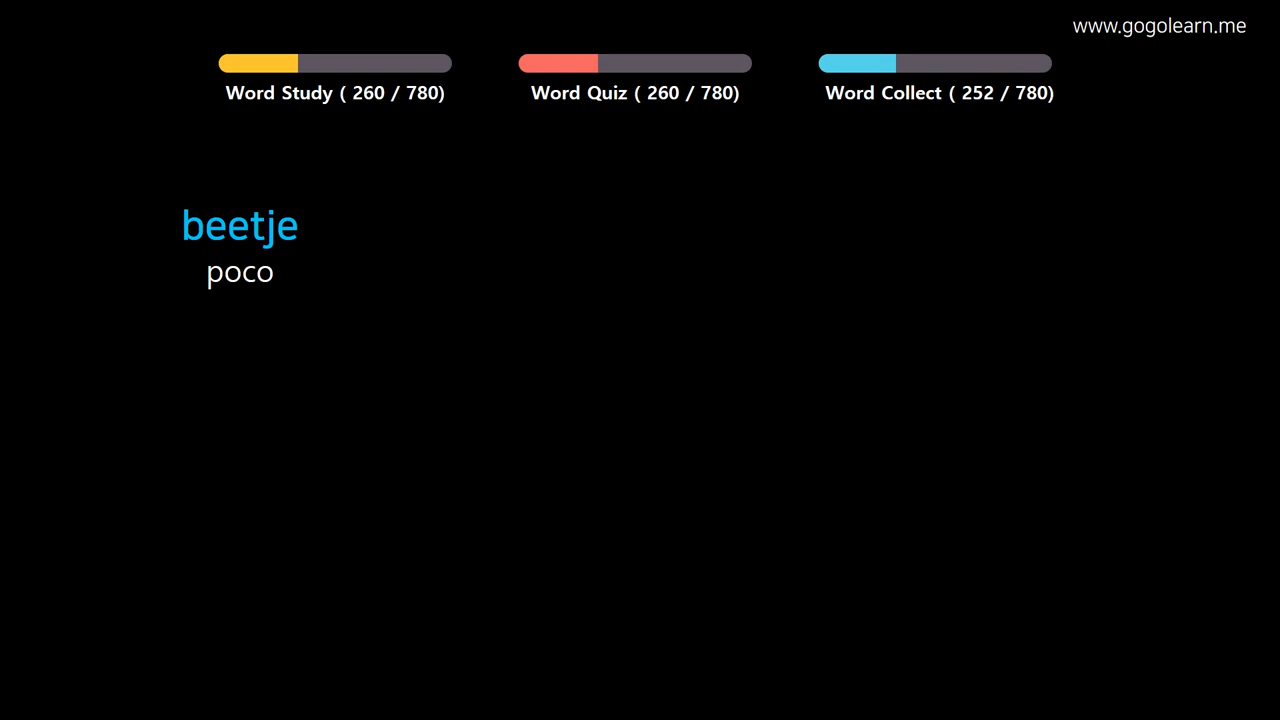 www.gogolearn.me
Word Study ( 260 / 780)
Word Quiz ( 260 / 780)
Word Collect ( 252 / 780)
beetje
poco